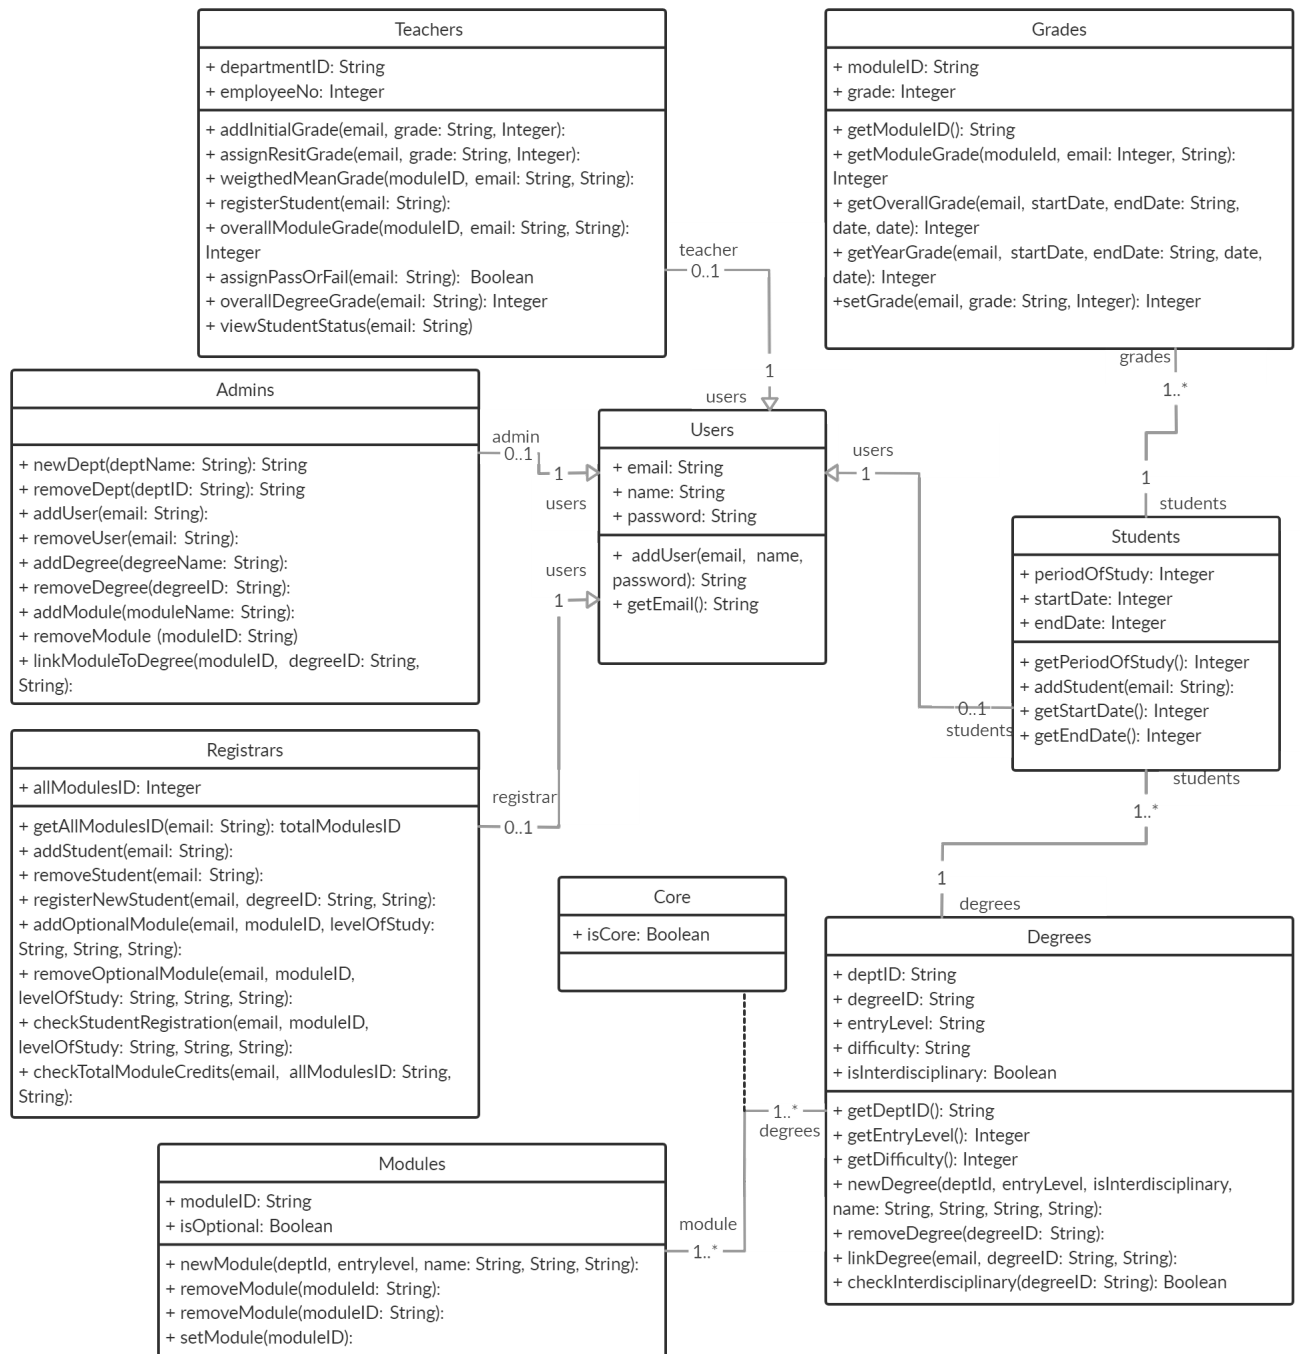 Teachers
+ departmentID: String
+ employeeNo: Integer
+ addInitialGrade(email, grade: String, Integer):
+ assignResitGrade(email, grade: String, Integer):
+ weigthedMeanGrade(moduleID, email: String, String):
+ registerStudent(email: String):
+ overallModuleGrade(moduleID, email: String, String):
Integer
+ assignPassOrFail(email: String): Boolean
+ overallDegreeGrade(email: String): Integer
+ viewStudentStatus(email: String)
teacher
0..1
1
users
Grades
+ moduleID: String
+ grade: Integer
+ getModuleID(): String
+ getModuleGrade(moduleId, email: Integer, String):
Integer
+ getOverallGrade(email, startDate, endDate: String,
date, date): Integer
+ getYearGrade(email, startDate, endDate: String, date,
date): Integer
+setGrade(email, grade: String, Integer): Integer
grades
1..*
1
students
Admins
+ newDept(deptName: String): String
+ removeDept(deptID: String): String
+ addUser(email: String):
+ removeUser(email: String):
+ addDegree(degreeName: String):
+ removeDegree(degreeID: String):
+ addModule(moduleName: String):
+ removeModule (moduleID: String)
+ linkModuleToDegree(moduleID, degreeID: String,
String):
admin
0..1
1
users
Users
+ email: String
+ name: String
+ password: String
+ addUser(email, name,
password): String
+ getEmail(): String
users
1
users
1
0..1
students
Students
+ periodOfStudy: Integer
+ startDate: Integer
+ endDate: Integer
+ getPeriodOfStudy(): Integer
+ addStudent(email: String):
+ getStartDate(): Integer
+ getEndDate(): Integer
students
1..*
1
degrees
Registrars
+ allModulesID: Integer
+ getAllModulesID(email: String): totalModulesID
+ addStudent(email: String):
+ removeStudent(email: String):
+ registerNewStudent(email, degreeID: String, String):
+ addOptionalModule(email, moduleID, levelOfStudy:
String, String, String):
+ removeOptionalModule(email, moduleID,
levelOfStudy: String, String, String):
+ checkStudentRegistration(email, moduleID,
levelOfStudy: String, String, String):
+ checkTotalModuleCredits(email, allModulesID: String,
String):
registrar
0..1
Core
+ isCore: Boolean
Degrees
+ deptID: String
+ degreeID: String
+ entryLevel: String
+ difficulty: String
+ isInterdisciplinary: Boolean
+ getDeptID(): String
+ getEntryLevel(): Integer
+ getDifficulty(): Integer
+ newDegree(deptId, entryLevel, isInterdisciplinary,
name: String, String, String, String):
+ removeDegree(degreeID: String):
+ linkDegree(email, degreeID: String, String):
+ checkInterdisciplinary(degreeID: String): Boolean
1..*
degrees
Modules
+ moduleID: String
+ isOptional: Boolean
+ newModule(deptId, entrylevel, name: String, String, String):
+ removeModule(moduleId: String):
+ removeModule(moduleID: String):
+ setModule(moduleID):
module
1..*